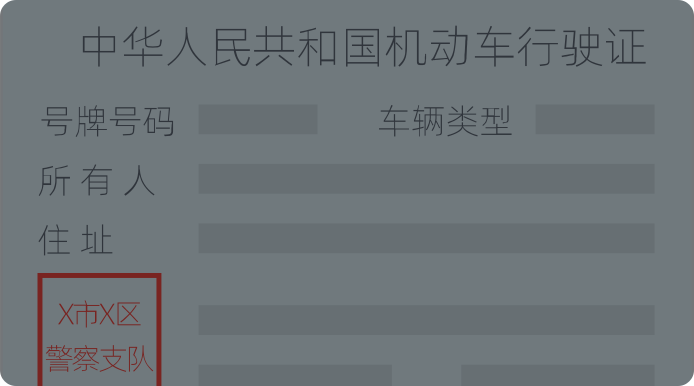 中华人民共和国机动车行驶证
号牌号码 车辆类型
所有人
住址
X市X区
警察支队